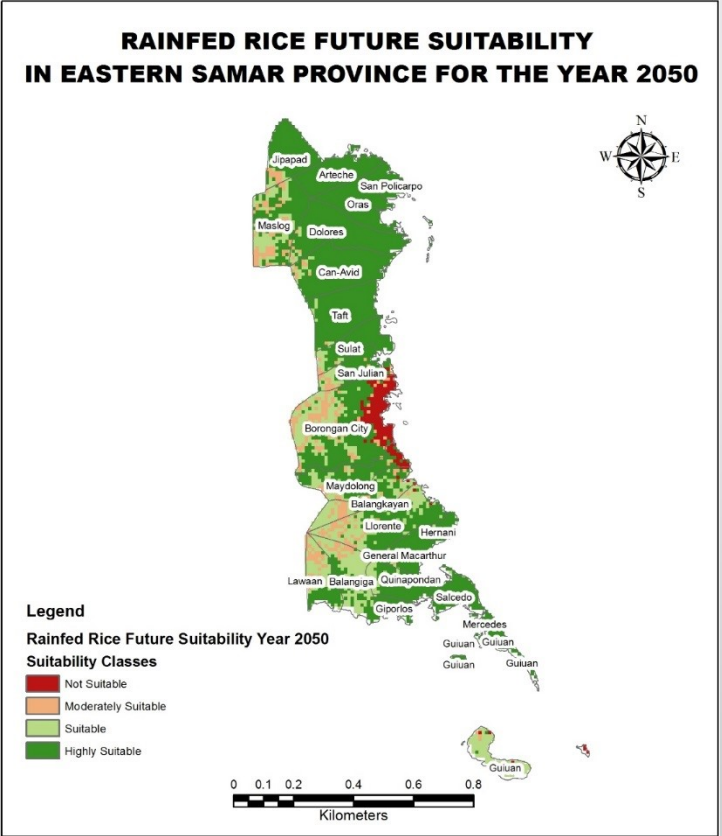 RAINFED RICE FUTURE SUITABILITY
IN EASTERN SAMAR PROVINCE FOR THE YEAR 2050
N
W
E
S
Jipapad
Arteche
San Policarpo
Oras
Maslog
Dolores
Can-Avid
Taft
Sulat
San Julian
Borongan City
Maydolong
Balangkayan
Llorente
Hernani
General Macarthur
Lawaan
Balangiga
Quinapondan
Salcedo
Giporlos
Mercedes
Guiuan
Guiuan
Guiuan
Guiuan
Guiuan
Legend
Rainfed Rice Future Suitability Year 2050
Suitability Classes
Not Suitable
Moderately Suitable
Suitable
Highly Suitable
0 0.1 0.2 0.4 0.6 0.8
Kilometers